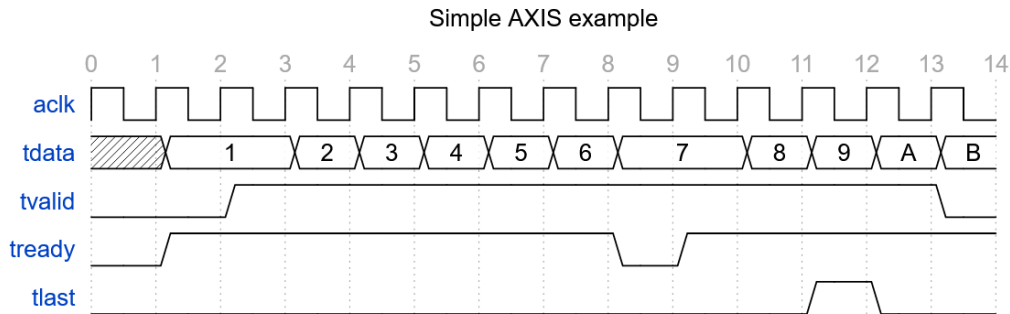 Simple AXIS example
0 1 2 3 4 5 6 7 8 9 10 11 12 13 14
aclk
tdata 1 2 3 4 5 6 7 8 9 A B
tvalid
tready
tlast